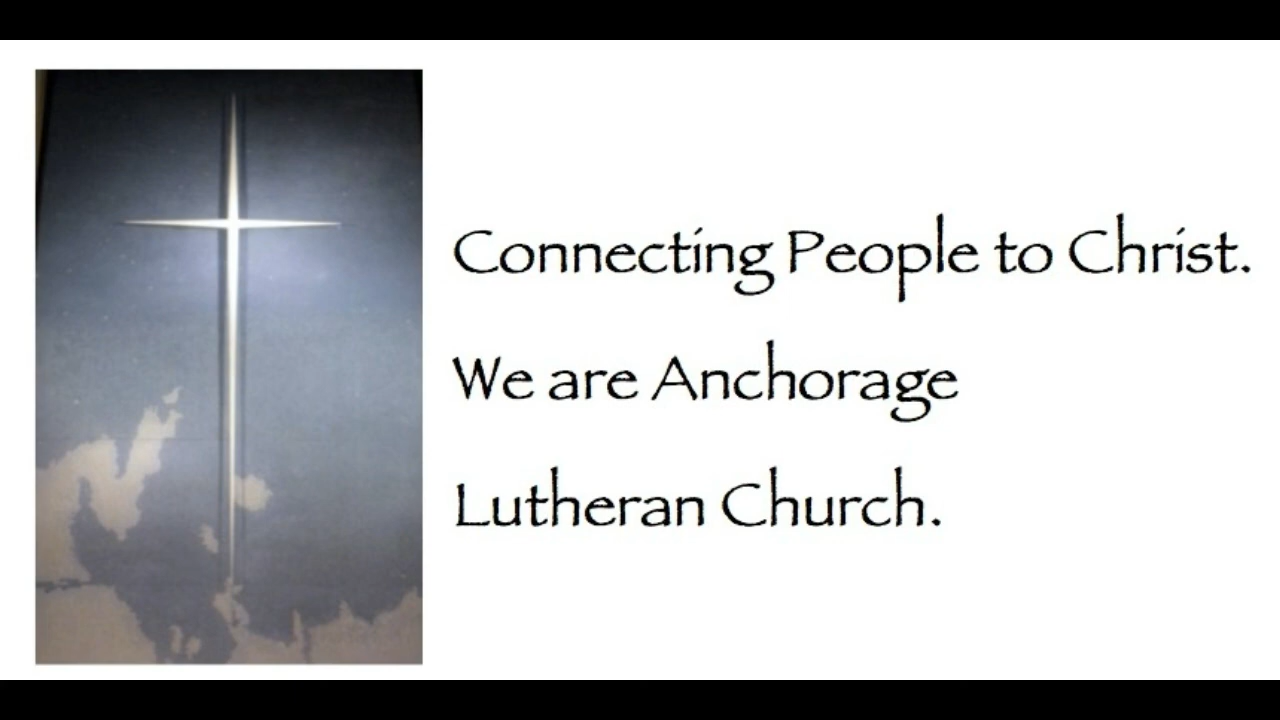 Connecting People to Christ.
We are Anchorage
Lutheran Church.